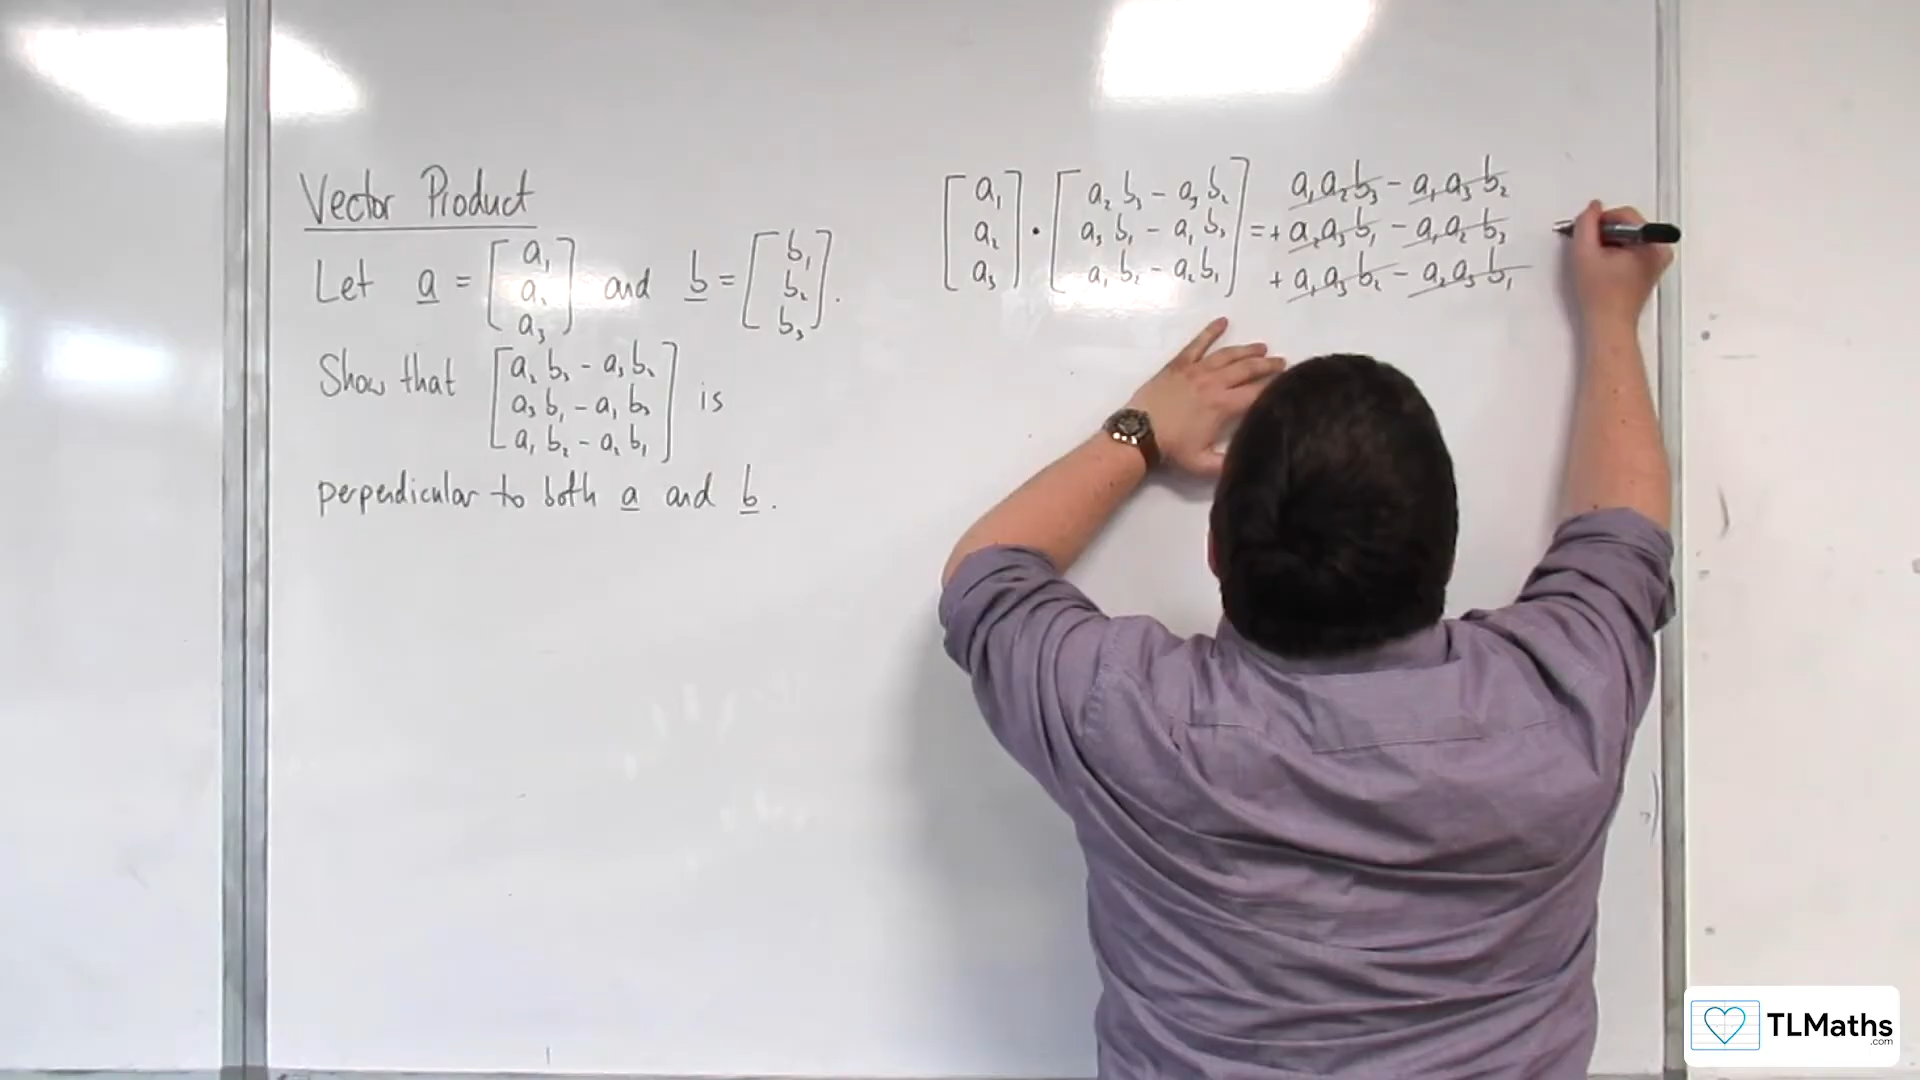 Vector Product
Let a = [a₁ a₂ a₃] and b = [b₁ b₂ b₃].
Show that [a₂b₃ - a₃b₂
a₃b₁ - a₁b₃
a₁b₂ - a₂b₁] is
perpendicular to both a and b.
[a₁ a₂ a₃] · [a₂b₃ - a₃b₂
a₃b₁ - a₁b₃
a₁b₂ - a₂b₁] = a₁a₂b₃ - a₁a₃b₂
+ a₂a₃b₁ - a₁a₂b₃
+ a₁a₃b₂ - a₂a₃b₁
=
TLMaths
.com